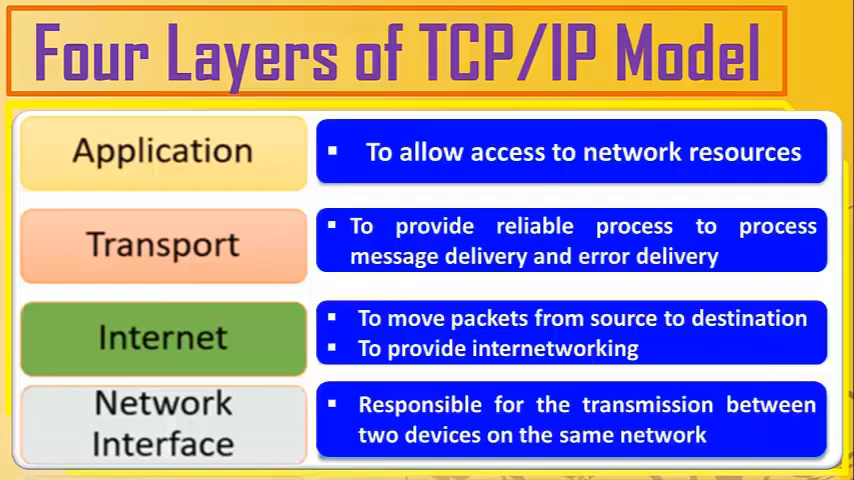 Four Layers of TCP/IP Model
Application
▪ To allow access to network resources
Transport
▪ To provide reliable process to process
message delivery and error delivery
Internet
▪ To move packets from source to destination
▪ To provide internetworking
Network
Interface
▪ Responsible for the transmission between
two devices on the same network